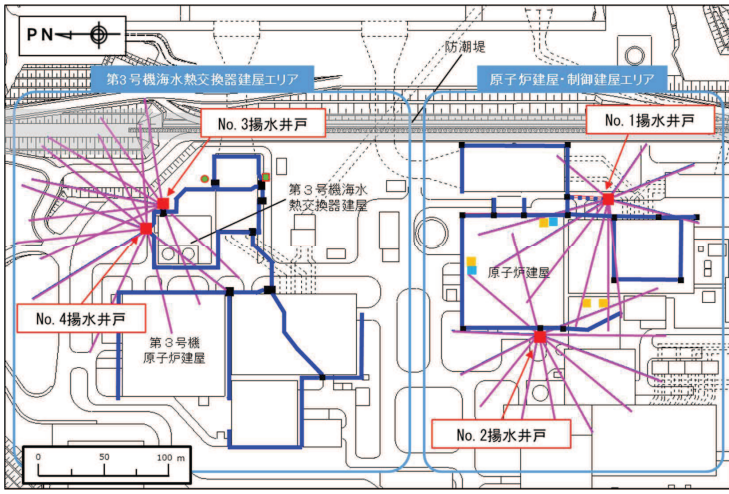 PN
防潮堤
第3号機海水熱交換器建屋エリア
原子炉建屋・制御建屋エリア
No.3揚水井戸
No.1揚水井戸
第3号機海水
熱交換器建屋
原子炉建屋
No.4揚水井戸
第3号機
原子炉建屋
No.2揚水井戸
0 50 100 m